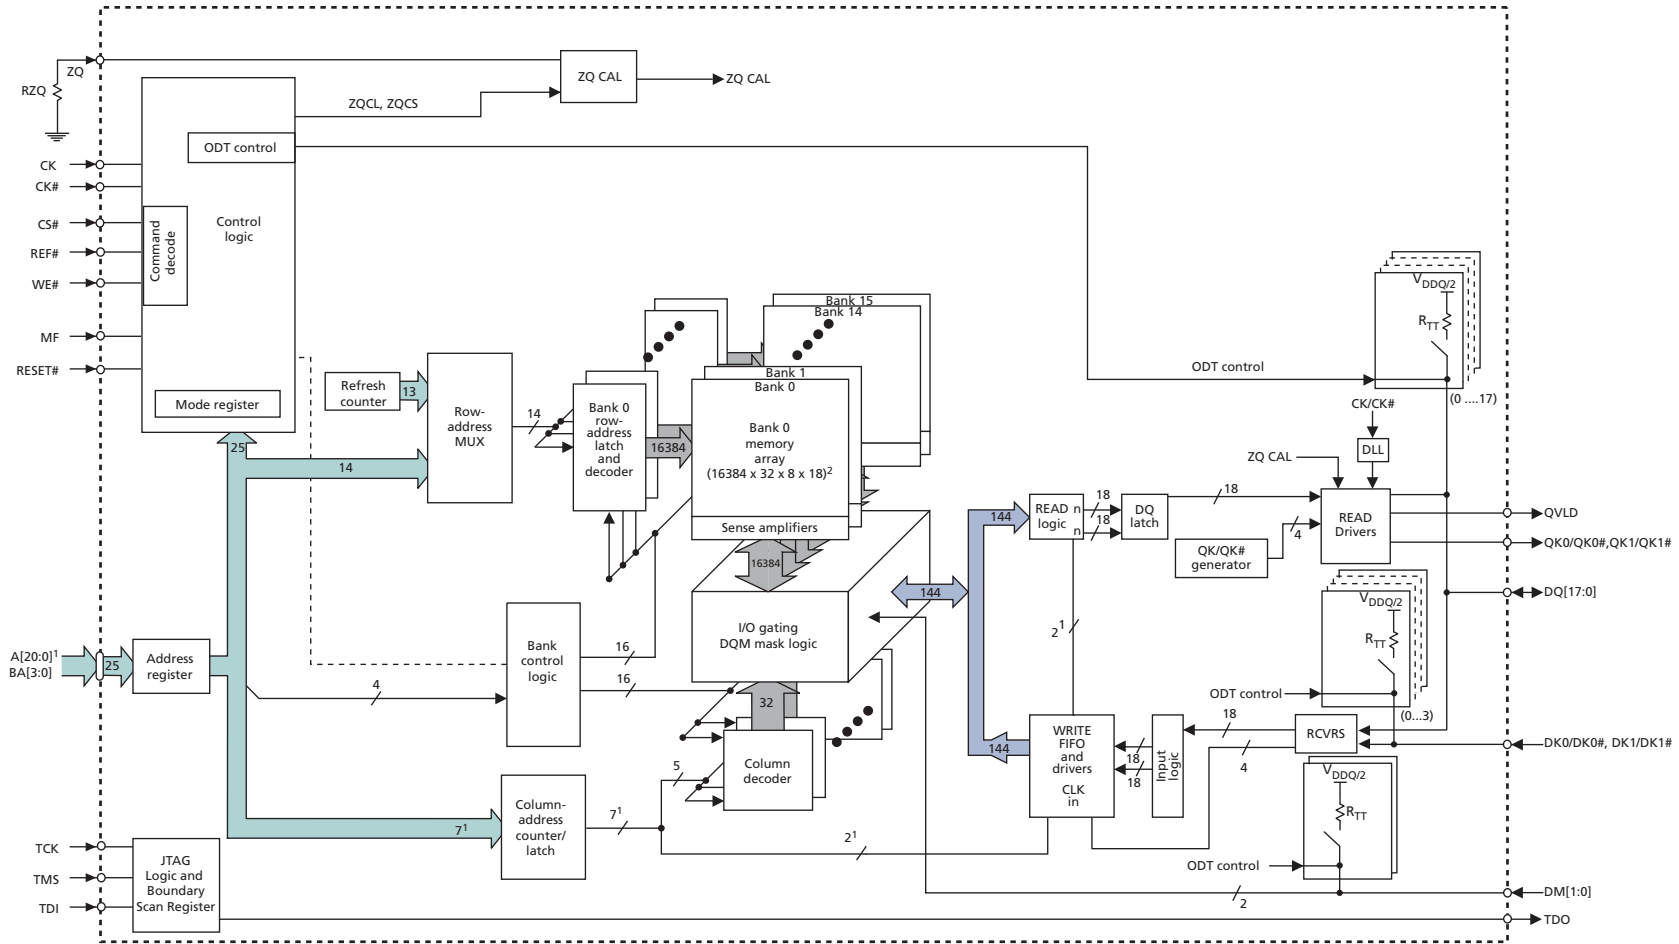 ZQ
RZQ
ZQ CAL
ZQ CAL
ZQCL, ZQCS
ODT control
CK
CK#
CS#
REF#
WE#
MF
RESET#
Command
decode
Control
logic
Mode register
Refresh
counter
13
Row-
address
MUX
14
14
25
Bank 0
row-
address
latch
and
decoder
16384
Bank 15
Bank 14
Bank 1
Bank 0
Bank 0
memory
array
(16384 x 32 x 8 x 18)²
Sense amplifiers
16384
I/O gating
DQM mask logic
32
Column
decoder
A[20:0]¹
BA[3:0]
25
Address
register
4
Bank
control
logic
16
16
5
Column-
address
counter/
latch
7¹
7¹
2¹
TCK
TMS
TDI
JTAG
Logic and
Boundary
Scan Register
144
144
144
READ
logic
n
n
18
18
DQ
latch
18
2¹
QK/QK#
generator
4
ZQ CAL
CK/CK#
DLL
READ
Drivers
ODT control
VDDQ/2
RTT
(0 ....17)
QVLD
QK0/QK0#,QK1/QK1#
DQ[17:0]
VDDQ/2
RTT
ODT control
(0...3)
WRITE
FIFO
and
drivers
CLK
in
18
18
Input
logic
18
4
RCVRS
DK0/DK0#, DK1/DK1#
VDDQ/2
RTT
ODT control
2
DM[1:0]
TDO